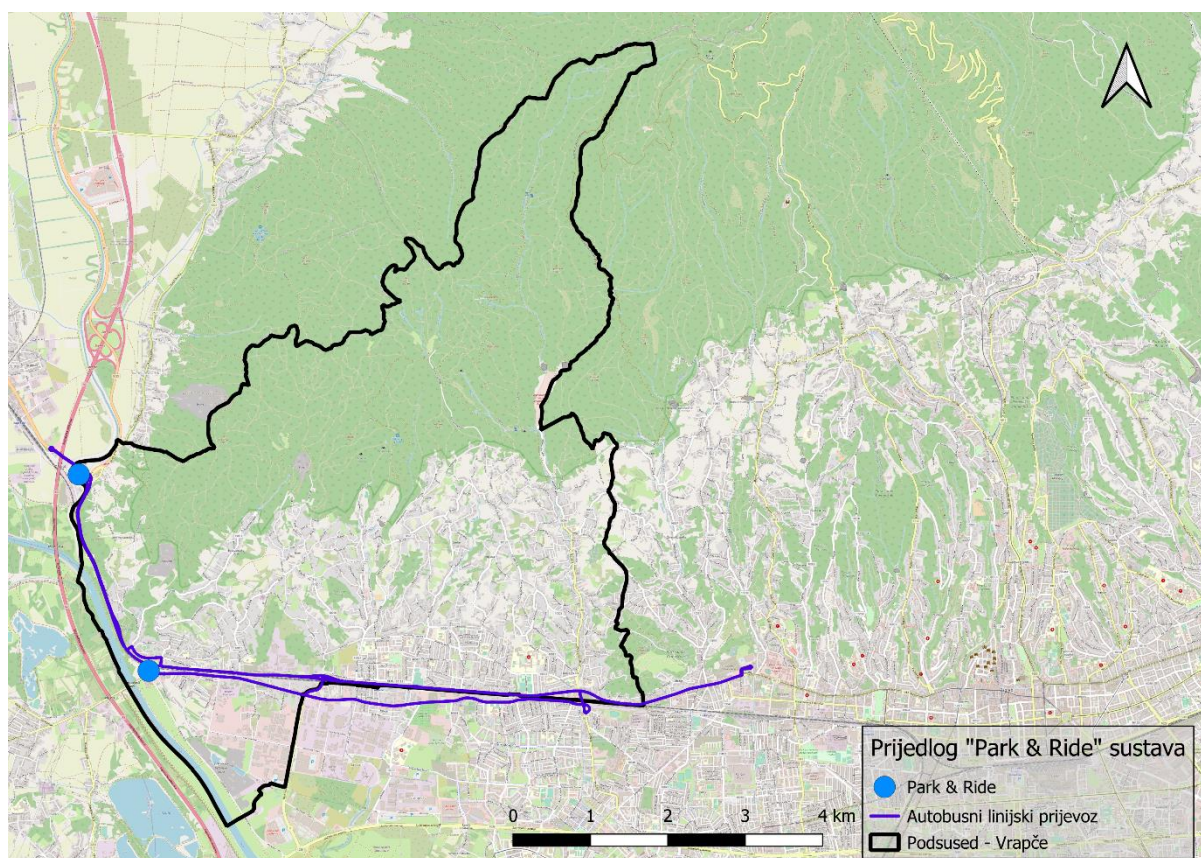 0 1 2 3 4 km
Prijedlog "Park & Ride" sustava
Park & Ride
Autobusni linijski prijevoz
Podsused - Vrapče